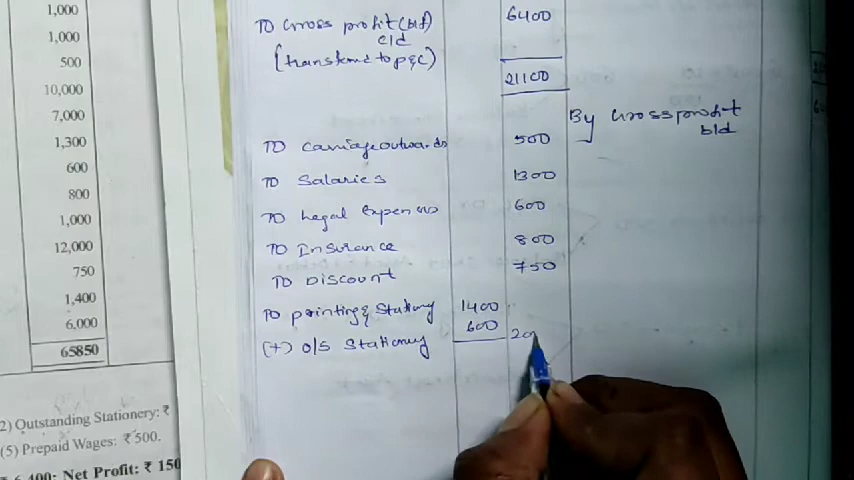 1,000
1,000
500
10,000
7,000
1,300
600
800
1,000
12,000
750
1,400
6,000
65850
2) Outstanding Stationery: ₹
(5) Prepaid Wages: ₹ 500.
6,400: Net Profit: ₹ 150
TO Gross profit (b/f) 6400
c/d
(transferred to p&c)
21100
By Gross profit
b/d
TO carriage outwards 500
TO Salaries 1300
TO Legal Expenses 600
TO Insurance 800
TO Discount 750
TO printing & Stationery 1400
(+) O/S Stationery 600 200